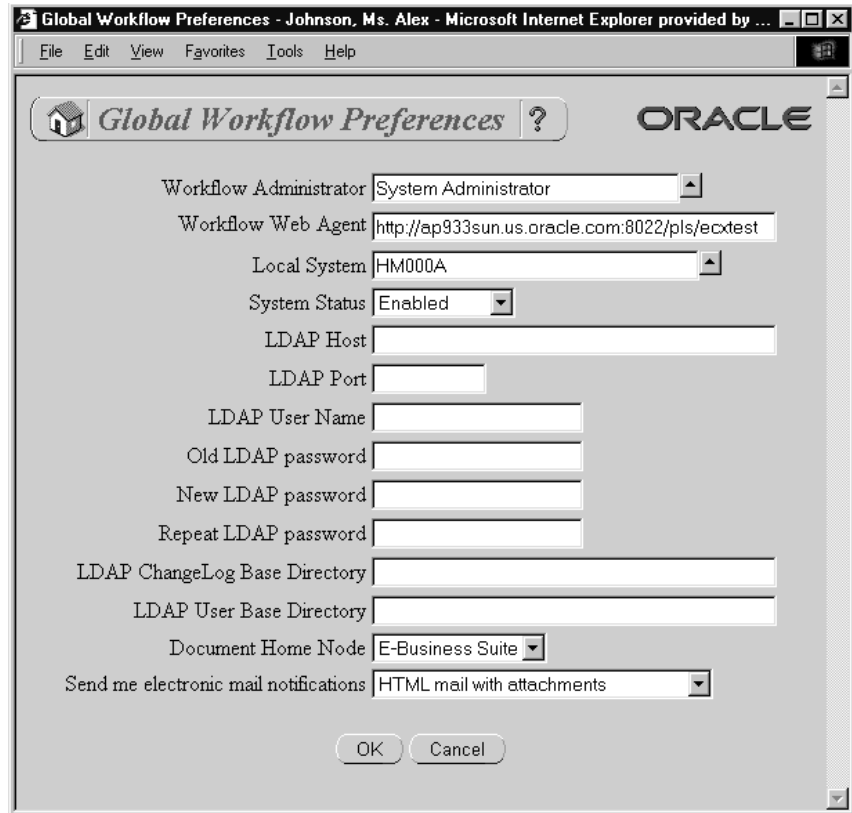 Global Workflow Preferences - Johnson, Ms. Alex - Microsoft Internet Explorer provided by ...
File Edit View Favorites Tools Help
Global Workflow Preferences ? ORACLE
Workflow Administrator System Administrator
Workflow Web Agent http://ap933sun.us.oracle.com:8022/pls/ecxtest
Local System HM000A
System Status Enabled
LDAP Host
LDAP Port
LDAP User Name
Old LDAP password
New LDAP password
Repeat LDAP password
LDAP ChangeLog Base Directory
LDAP User Base Directory
Document Home Node E-Business Suite
Send me electronic mail notifications HTML mail with attachments
OK Cancel